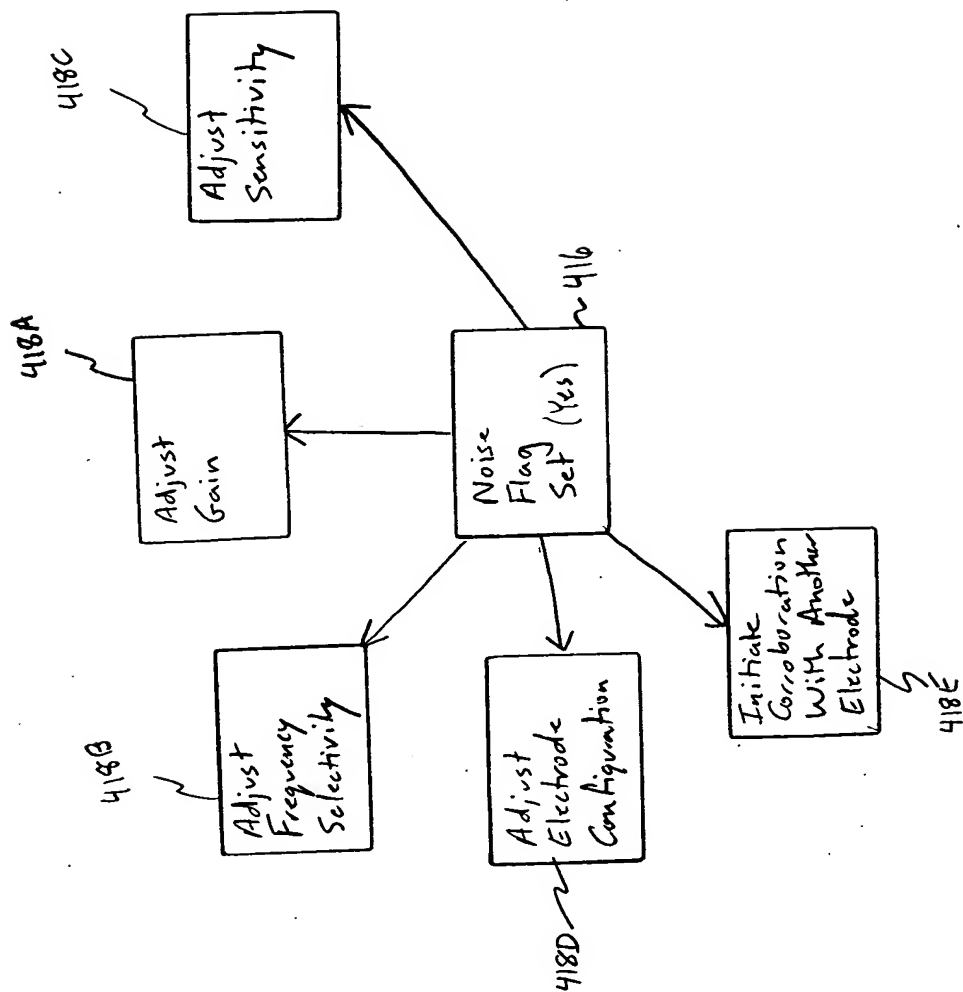 418B
Adjust
Frequency
Selectivity
418A
Adjust
Gain
418C
Adjust
Sensitivity
418D
Adjust
Electrode
Configuration
Noise
Flag
Set (Yes)
416
Initiate
Corroboration
With Another
Electrode
418E